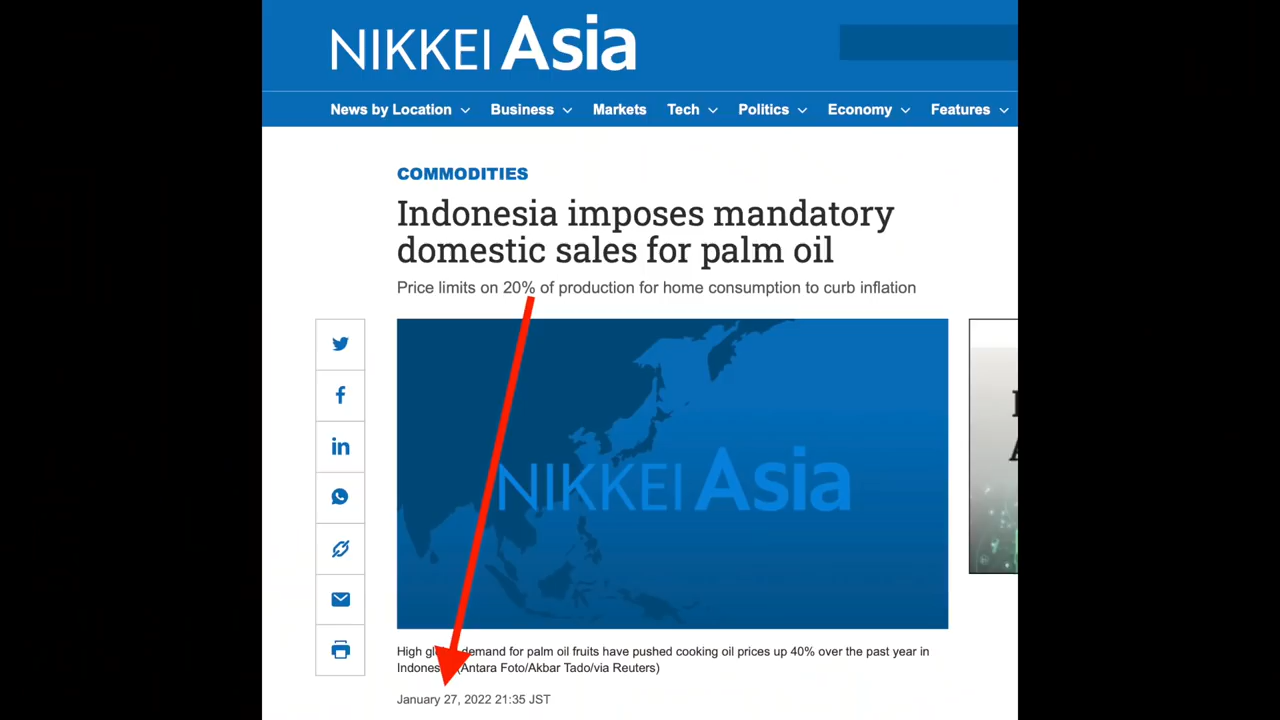 NIKKEI Asia
News by Location Business Markets Tech Politics Economy Features
COMMODITIES
Indonesia imposes mandatory
domestic sales for palm oil
Price limits on 20% of production for home consumption to curb inflation
NIKKEI Asia
High demand for palm oil fruits have pushed cooking oil prices up 40% over the past year in
(Antara Foto/Akbar Tado/via Reuters)
January 27, 2022 21:35 JST